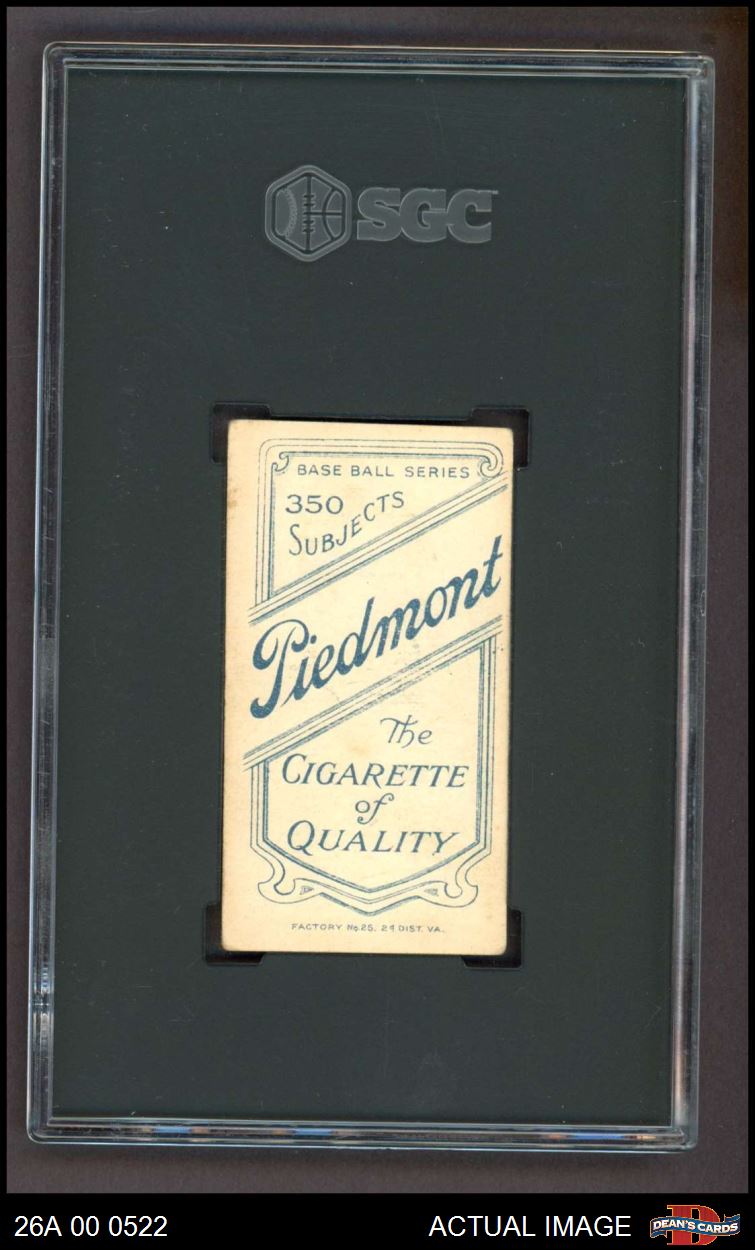 SGC
BASE BALL SERIES
350
SUBJECTS
Piedmont
The
CIGARETTE
of
QUALITY
FACTORY No. 25. 2d DIST. VA.
26A 00 0522
ACTUAL IMAGE
DEAN'S CARDS